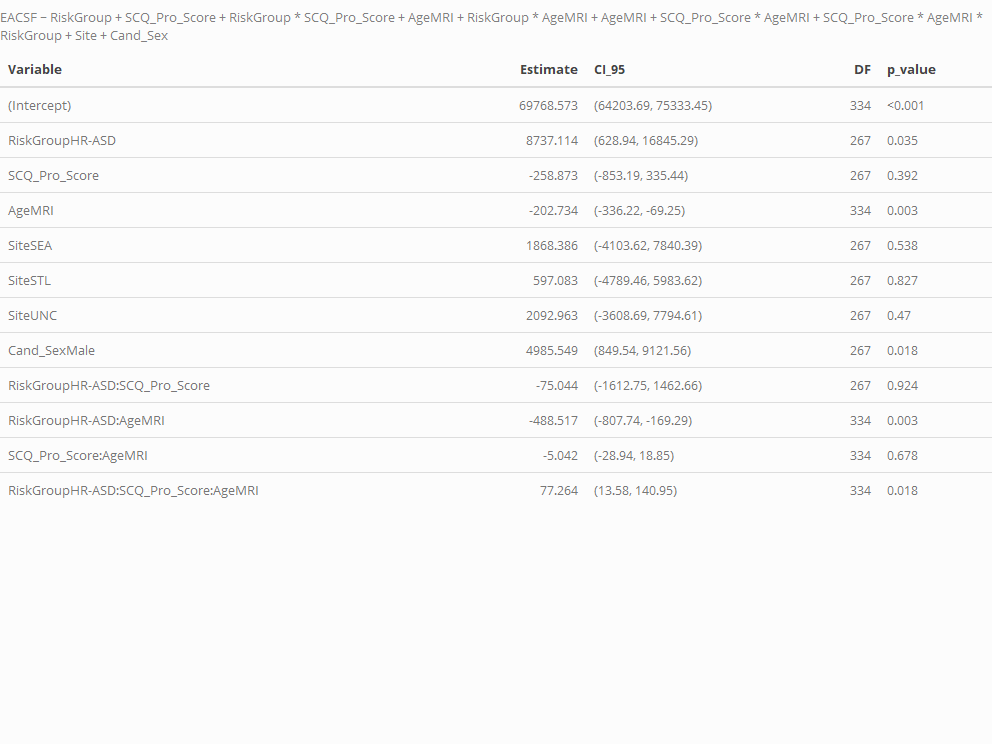 EACSF ~ RiskGroup + SCQ_Pro_Score + RiskGroup * SCQ_Pro_Score + AgeMRI + RiskGroup * AgeMRI + AgeMRI + SCQ_Pro_Score * AgeMRI + SCQ_Pro_Score * AgeMRI *
RiskGroup + Site + Cand_Sex
Variable Estimate CI_95 DF p_value
(Intercept) 69768.573 (64203.69, 75333.45) 334 <0.001
RiskGroupHR-ASD 8737.114 (628.94, 16845.29) 267 0.035
SCQ_Pro_Score -258.873 (-853.19, 335.44) 267 0.392
AgeMRI -202.734 (-336.22, -69.25) 334 0.003
SiteSEA 1868.386 (-4103.62, 7840.39) 267 0.538
SiteSTL 597.083 (-4789.46, 5983.62) 267 0.827
SiteUNC 2092.963 (-3608.69, 7794.61) 267 0.47
Cand_SexMale 4985.549 (849.54, 9121.56) 267 0.018
RiskGroupHR-ASD:SCQ_Pro_Score -75.044 (-1612.75, 1462.66) 267 0.924
RiskGroupHR-ASD:AgeMRI -488.517 (-807.74, -169.29) 334 0.003
SCQ_Pro_Score:AgeMRI -5.042 (-28.94, 18.85) 334 0.678
RiskGroupHR-ASD:SCQ_Pro_Score:AgeMRI 77.264 (13.58, 140.95) 334 0.018